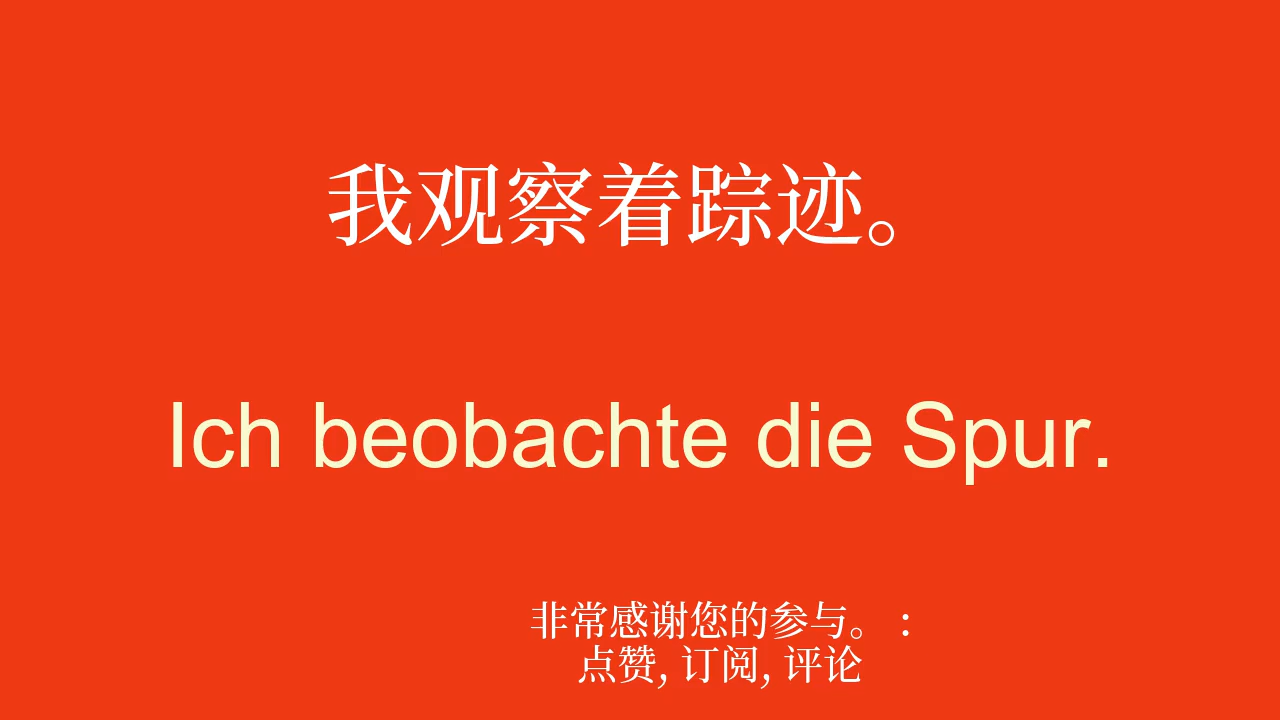 我观察着踪迹。
Ich beobachte die Spur.
非常感谢您的参与。 :
点赞, 订阅, 评论